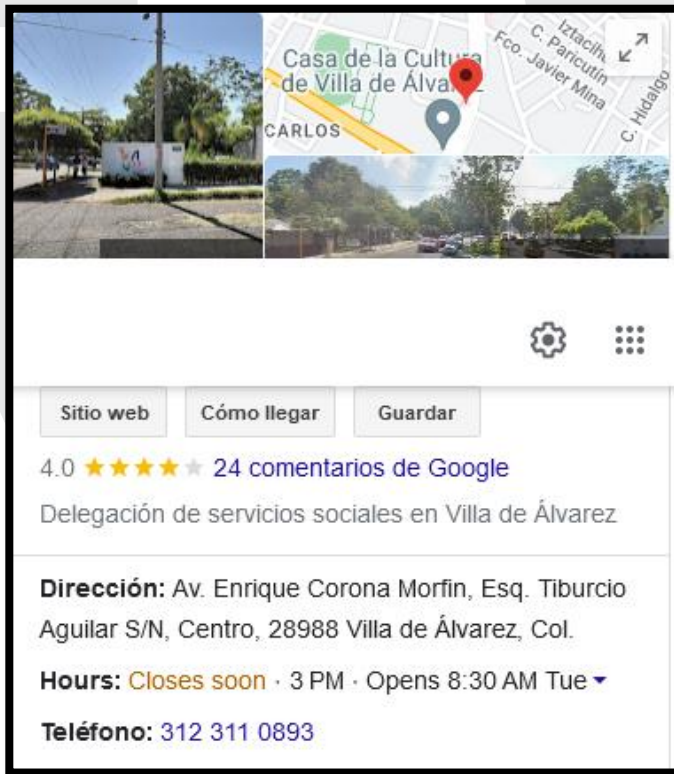 Casa de la Cultura
de Villa de Álva
CARLOS
Iztacih
C. Paricutín
Fco. Javier Mina
C. Hidalgo
Sitio web
Cómo llegar
Guardar
4.0 24 comentarios de Google
Delegación de servicios sociales en Villa de Álvarez
Dirección: Av. Enrique Corona Morfin, Esq. Tiburcio
Aguilar S/N, Centro, 28988 Villa de Álvarez, Col.
Hours: Closes soon · 3 PM · Opens 8:30 AM Tue
Teléfono: 312 311 0893